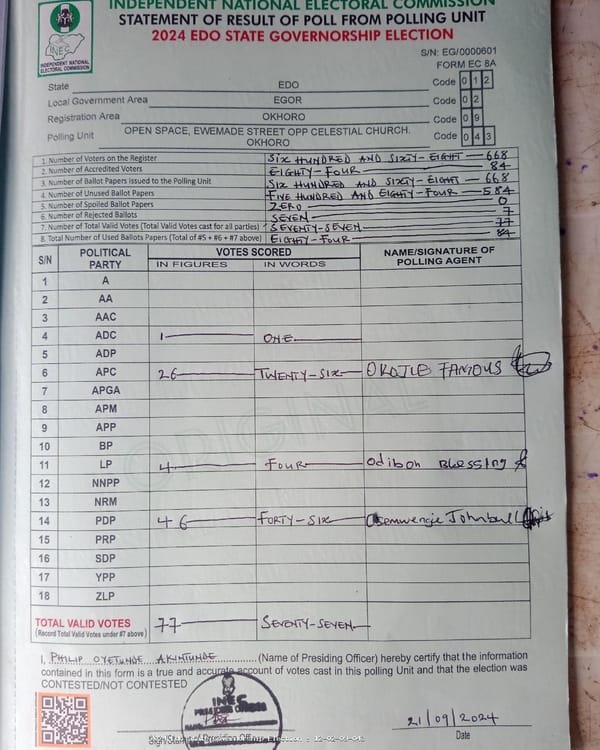 INDEPENDENT NATIONAL ELECTORAL COMMISSION
STATEMENT OF RESULT OF POLL FROM POLLING UNIT
2024 EDO STATE GOVERNORSHIP ELECTION
INEC
INDEPENDENT NATIONAL ELECTORAL COMMISSION
S/N: EG/0000601
FORM EC 8A
State EDO Code 0 1 2
Local Government Area EGOR Code 0 2
Registration Area OKHORO Code 0 9
Polling Unit OPEN SPACE, EWEMADE STREET OPP CELESTIAL CHURCH. OKHORO Code 0 4 3
1. Number of Voters on the Register SIX HUNDRED AND SIXTY-EIGHT 668
2. Number of Accredited Voters EIGHTY-FOUR 84
3. Number of Ballot Papers issued to the Polling Unit SIX HUNDRED AND SIXTY-EIGHT 668
4. Number of Unused Ballot Papers FIVE HUNDRED AND EIGHTY-FOUR 584
5. Number of Spoiled Ballot Papers ZERO 0
6. Number of Rejected Ballots SEVEN 7
7. Number of Total Valid Votes (Total Valid Votes cast for all parties) SEVENTY-SEVEN 77
8. Total Number of Used Ballots Papers (Total of #5 + #6 + #7 above) EIGHTY-FOUR 84
S/N POLITICAL PARTY VOTES SCORED NAME/SIGNATURE OF POLLING AGENT
IN FIGURES IN WORDS
1 A
2 AA
3 AAC
4 ADC 1 ONE
5 ADP
6 APC 26 TWENTY-SIX FAMOUS
7 APGA
8 APM
9 APP
10 BP
11 LP 4 FOUR Odiboh Blessing
12 NNPP
13 NRM
14 PDP 46 FORTY-SIX Johnbull
15 PRP
16 SDP
17 YPP
18 ZLP
ORIGINAL
TOTAL VALID VOTES 77 SEVENTY-SEVEN
(Record Total Valid Votes under #7 above)
I, PHILIP OYETUNDE AKINTUNDE (Name of Presiding Officer) hereby certify that the information
contained in this form is a true and accurate account of votes cast in this polling Unit and that the election was
CONTESTED/NOT CONTESTED
INEC
PRESIDING OFFICER
21/09/2024
Sign/Stamp of Presiding Officer
Date